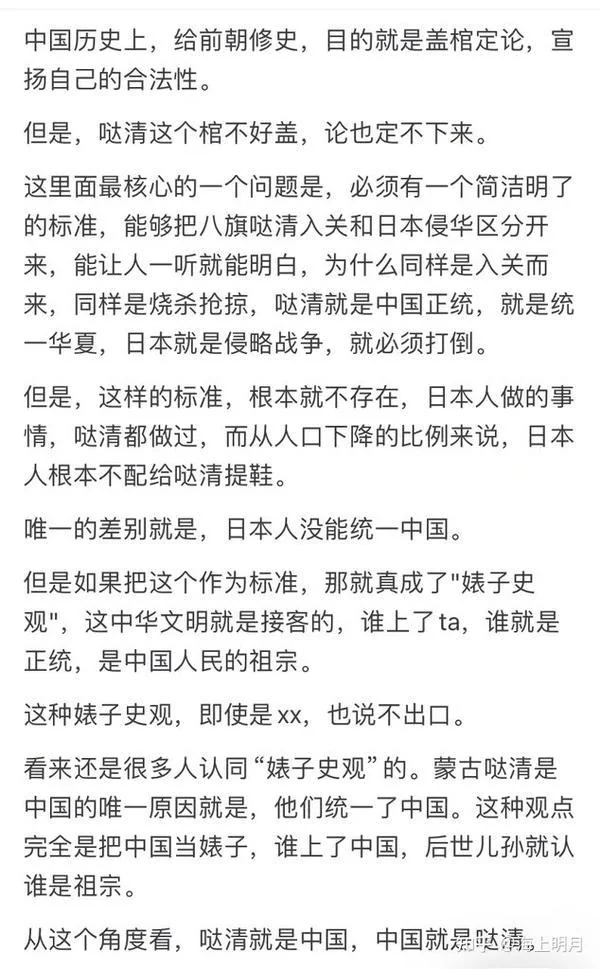 中国历史上，给前朝修史，目的就是盖棺定论，宣
扬自己的合法性。
但是，哒清这个棺不好盖，论也定不下来。
这里面最核心的一个问题是，必须有一个简洁明了
的标准，能够把八旗哒清入关和日本侵华区分开
来，能让人一听就能明白，为什么同样是入关而
来，同样是烧杀抢掠，哒清就是中国正统，就是统
一华夏，日本就是侵略战争，就必须打倒。
但是，这样的标准，根本就不存在，日本人做的事
情，哒清都做过，而从人口下降的比例来说，日本
人根本不配给哒清提鞋。
唯一的差别就是，日本人没能统一中国。
但是如果把这个作为标准，那就真成了"婊子史
观"，这中华文明就是接客的，谁上了ta，谁就是
正统，是中国人民的祖宗。
这种婊子史观，即使是xx，也说不出口。
看来还是很多人认同“婊子史观”的。蒙古哒清是
中国的唯一原因就是，他们统一了中国。这种观点
完全是把中国当婊子，谁上了中国，后世儿孙就认
谁是祖宗。
从这个角度看，哒清就是中国，中国就是哒清。
知乎 @海上明月